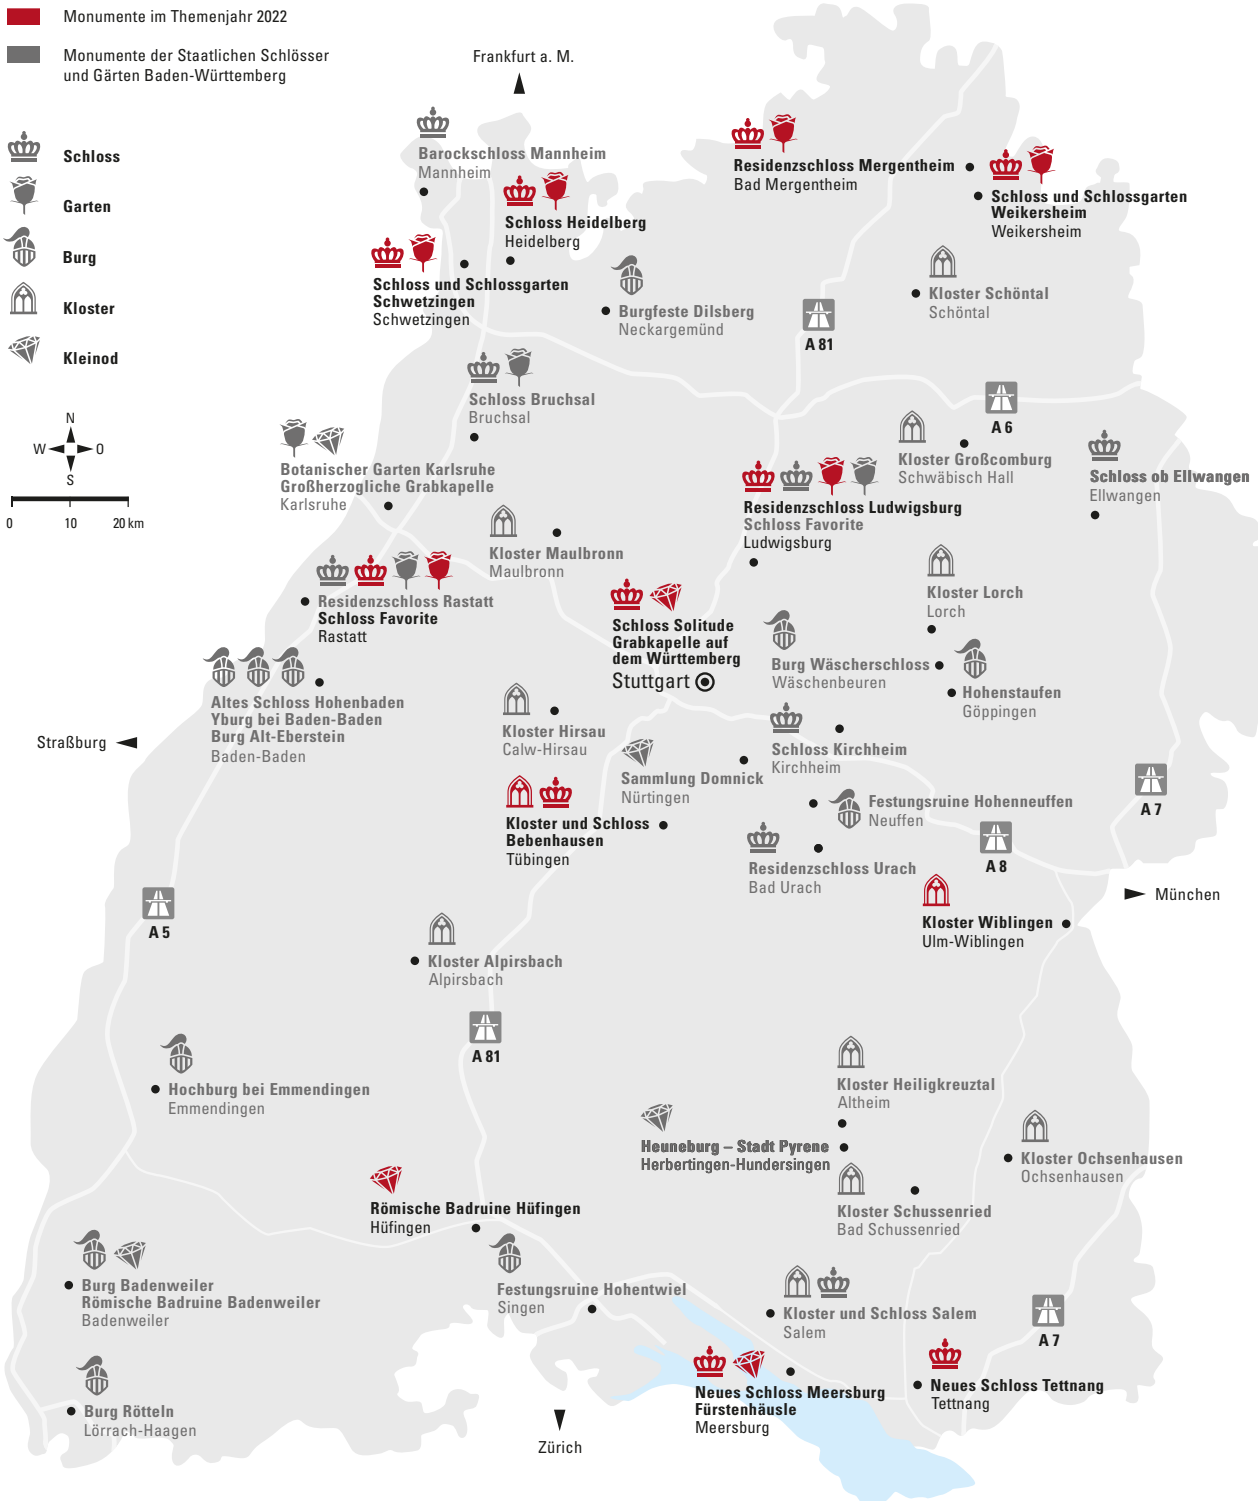 Monumente im Themenjahr 2022
Monumente der Staatlichen Schlösser
und Gärten Baden-Württemberg
Schloss
Garten
Burg
Kloster
Kleinod
N
W
O
S
0
10
20 km
Frankfurt a. M.
Barockschloss Mannheim
Mannheim
Schloss Heidelberg
Heidelberg
Schloss und Schlossgarten
Schwetzingen
Schwetzingen
Residenzschloss Mergentheim
Bad Mergentheim
Schloss und Schlossgarten
Weikersheim
Weikersheim
Burgfeste Dilsberg
Neckargemünd
Kloster Schöntal
Schöntal
A 81
Schloss Bruchsal
Bruchsal
A 6
Botanischer Garten Karlsruhe
Großherzogliche Grabkapelle
Karlsruhe
Kloster Großcomburg
Schwäbisch Hall
Schloss ob Ellwangen
Ellwangen
Residenzschloss Ludwigsburg
Schloss Favorite
Ludwigsburg
Kloster Maulbronn
Maulbronn
Residenzschloss Rastatt
Schloss Favorite
Rastatt
Kloster Lorch
Lorch
Schloss Solitude
Grabkapelle auf
dem Württemberg
Stuttgart
Burg Wäscherschloss
Wäschenbeuren
Hohenstaufen
Göppingen
Altes Schloss Hohenbaden
Yburg bei Baden-Baden
Burg Alt-Eberstein
Baden-Baden
Straßburg
Kloster Hirsau
Calw-Hirsau
Schloss Kirchheim
Kirchheim
Sammlung Domnick
Nürtingen
Festungsruine Hohenneuffen
Neuffen
A 7
Kloster und Schloss
Bebenhausen
Tübingen
Residenzschloss Urach
Bad Urach
A 8
München
Kloster Wiblingen
Ulm-Wiblingen
A 5
Kloster Alpirsbach
Alpirsbach
A 81
Hochburg bei Emmendingen
Emmendingen
Kloster Heiligkreuztal
Altheim
Heuneburg – Stadt Pyrene
Herbertingen-Hundersingen
Kloster Ochsenhausen
Ochsenhausen
Kloster Schussenried
Bad Schussenried
Römische Badruine Hüfingen
Hüfingen
Burg Badenweiler
Römische Badruine Badenweiler
Badenweiler
Festungsruine Hohentwiel
Singen
Kloster und Schloss Salem
Salem
A 7
Neues Schloss Meersburg
Fürstenhäusle
Meersburg
Neues Schloss Tettnang
Tettnang
Burg Rötteln
Lörrach-Haagen
Zürich